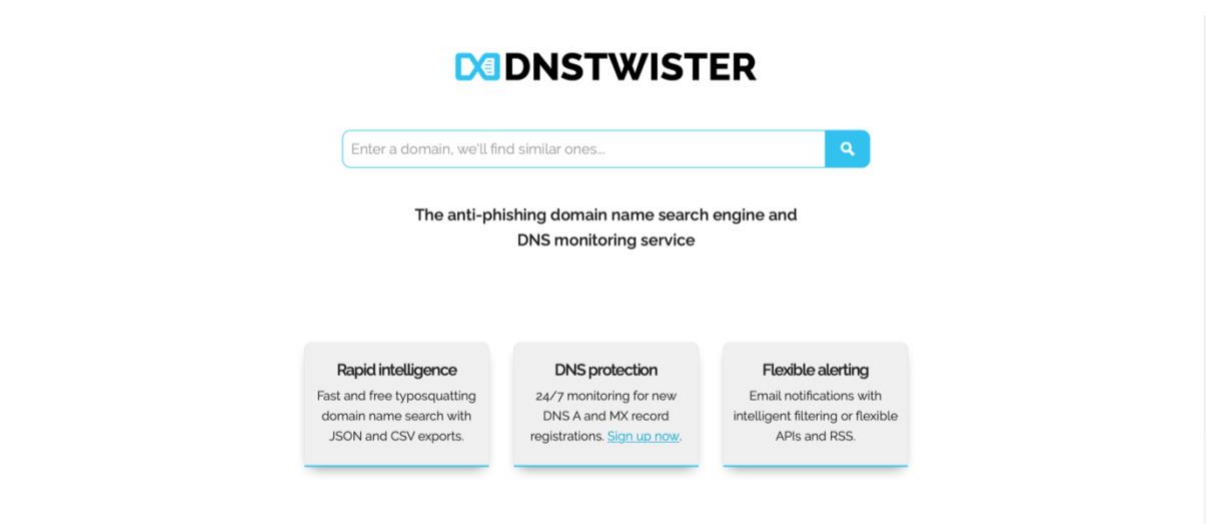 DNSTWISTER
Enter a domain, we'll find similar ones...
The anti-phishing domain name search engine and
DNS monitoring service
Rapid intelligence
Fast and free typosquatting
domain name search with
JSON and CSV exports.
DNS protection
24/7 monitoring for new
DNS A and MX record
registrations. Sign up now.
Flexible alerting
Email notifications with
intelligent filtering or flexible
APIs and RSS.